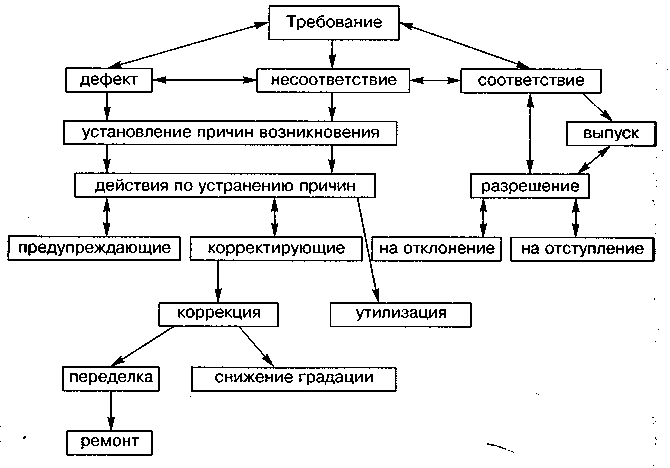 Требование
дефект
несоответствие
соответствие
установление причин возникновения
выпуск
действия по устранению причин
разрешение
предупреждающие
корректирующие
на отклонение
на отступление
коррекция
утилизация
переделка
снижение градации
ремонт